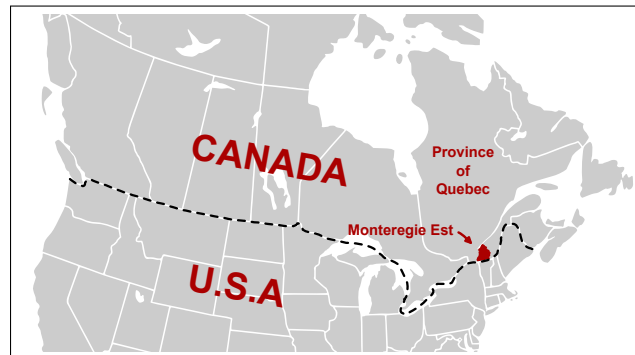 CANADA
Province
of
Quebec
Monteregie Est
U.S.A